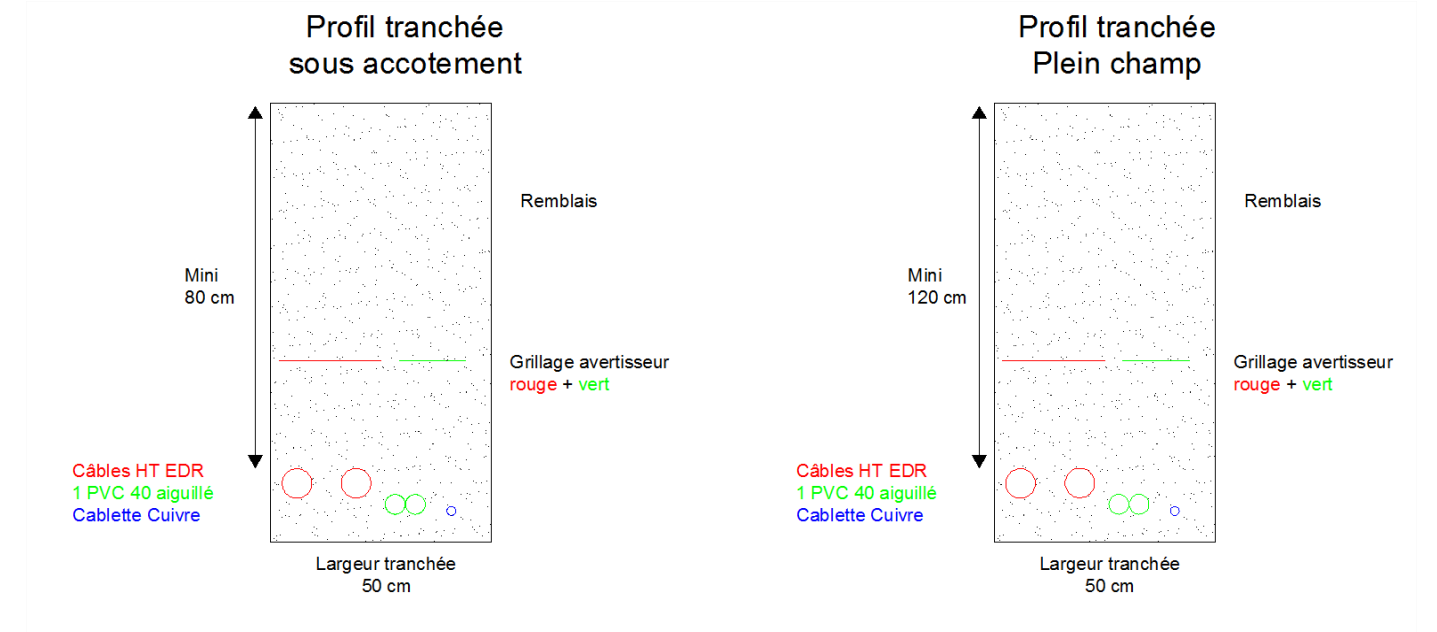 Profil tranchée
sous accotement
Remblais
Mini
80 cm
Grillage avertisseur
rouge + vert
Câbles HT EDR
1 PVC 40 aiguillé
Cablette Cuivre
Largeur tranchée
50 cm
Profil tranchée
Plein champ
Remblais
Mini
120 cm
Grillage avertisseur
rouge + vert
Câbles HT EDR
1 PVC 40 aiguillé
Cablette Cuivre
Largeur tranchée
50 cm